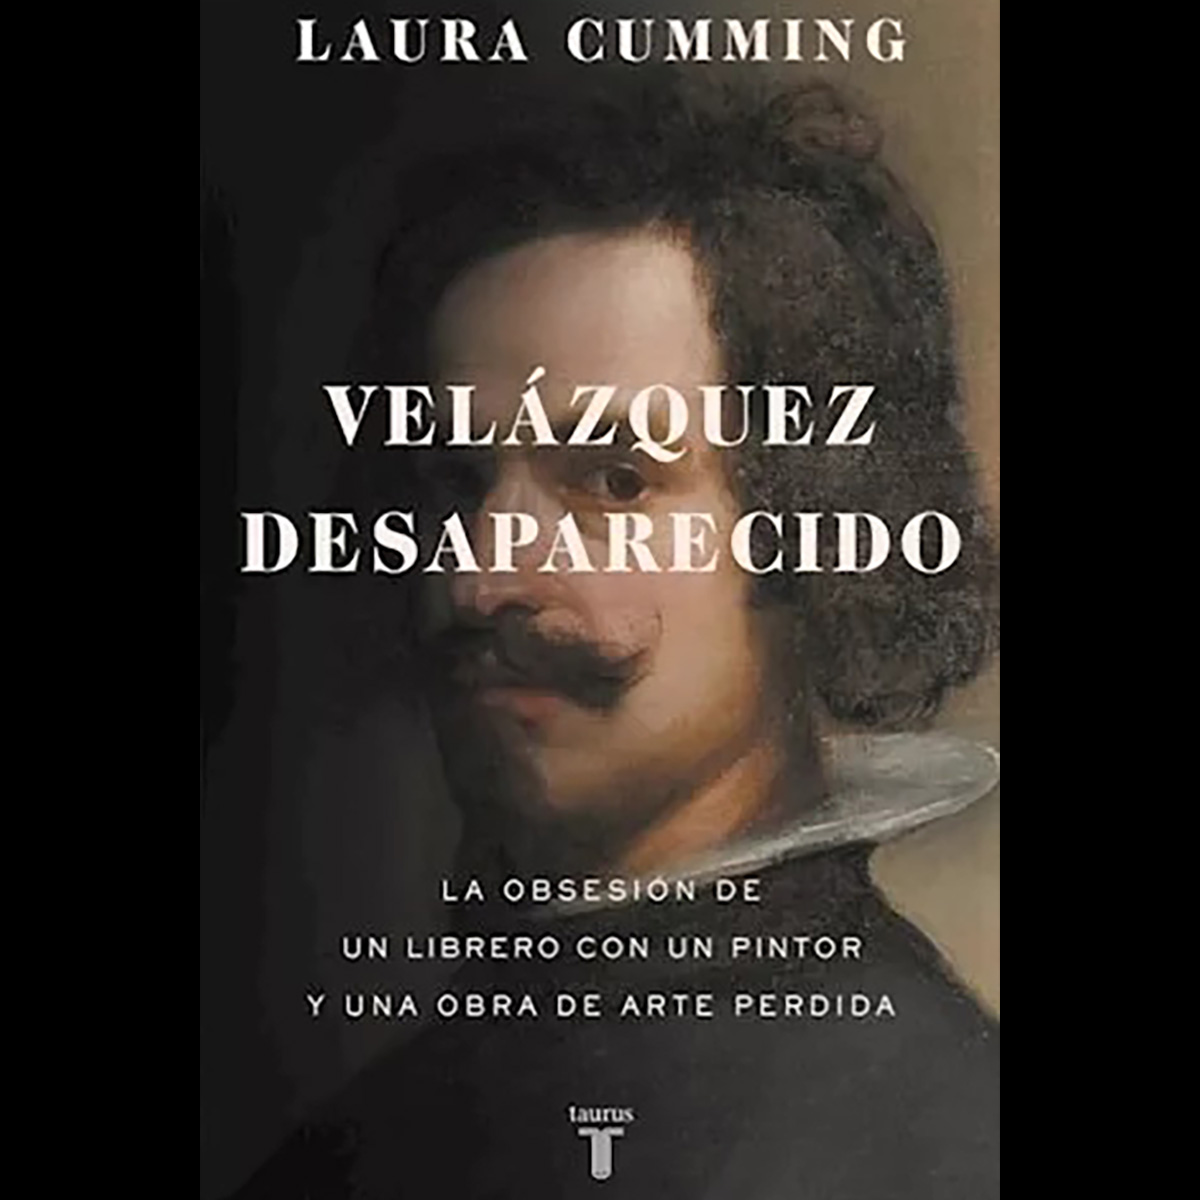 LAURA CUMMING
VELÁZQUEZ
DESAPARECIDO
LA OBSESIÓN DE
UN LIBRERO CON UN PINTOR
Y UNA OBRA DE ARTE PERDIDA
taurus
T